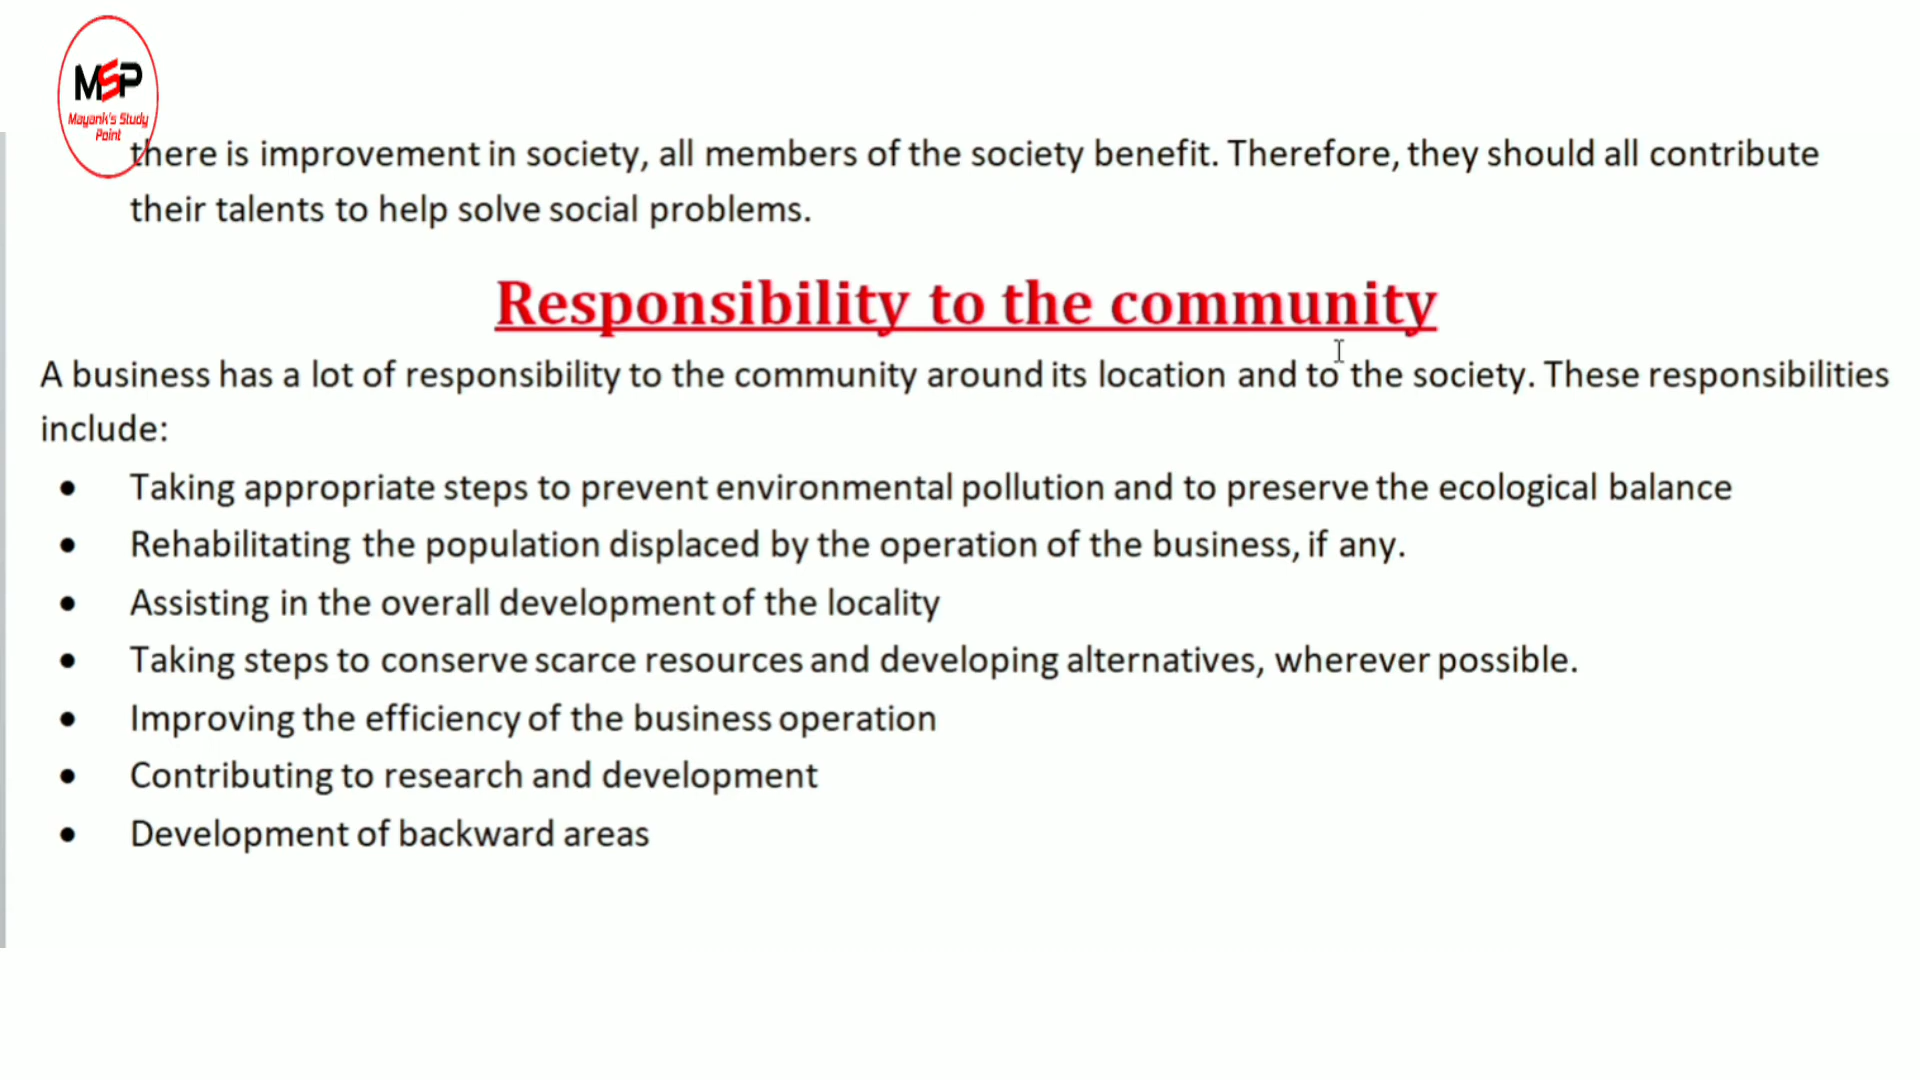 MSP
Mayank's Study
Point
there is improvement in society, all members of the society benefit. Therefore, they should all contribute
their talents to help solve social problems.
Responsibility to the community
A business has a lot of responsibility to the community around its location and to the society. These responsibilities
include:
• Taking appropriate steps to prevent environmental pollution and to preserve the ecological balance
• Rehabilitating the population displaced by the operation of the business, if any.
• Assisting in the overall development of the locality
• Taking steps to conserve scarce resources and developing alternatives, wherever possible.
• Improving the efficiency of the business operation
• Contributing to research and development
• Development of backward areas